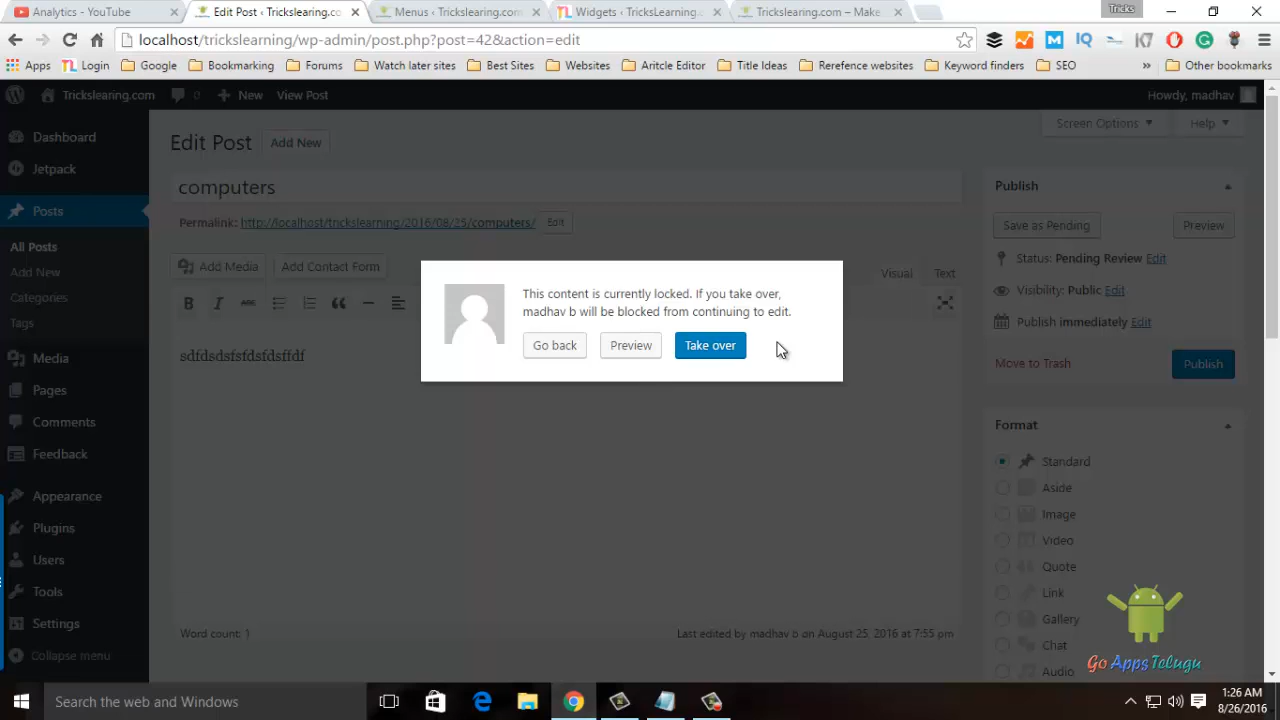 Analytics - YouTube
Edit Post ‹ Trickslearing.co
Menus ‹ Trickslearing.com
Widgets ‹ TricksLearning.
Trickslearing.com – Make
Tricks
localhost/trickslearning/wp-admin/post.php?post=42&action=edit
Apps
Login
Google
Bookmarking
Forums
Watch later sites
Best Sites
Websites
Aritcle Editor
Title Ideas
Rerefence websites
Keyword finders
SEO
»
Other bookmarks
Trickslearing.com
0
New
View Post
Howdy, madhav
Dashboard
Jetpack
Posts
All Posts
Add New
Categories
Tags
Media
Pages
Comments
Feedback
Appearance
Plugins
Users
Tools
Settings
Collapse menu
Screen Options
Help
Edit Post
Add New
computers
Permalink: http://localhost/trickslearning/2016/08/25/computers/ Edit
Add Media
Add Contact Form
Visual
Text
B I ABC
sdfdsdsfsfdsfdsffdf
This content is currently locked. If you take over,
madhav b will be blocked from continuing to edit.
Go back
Preview
Take over
Word count: 1
Last edited by madhav b on August 25, 2016 at 7:55 pm
Publish
Save as Pending
Preview
Status: Pending Review Edit
Visibility: Public Edit
Publish immediately Edit
Move to Trash
Publish
Format
Standard
Aside
Image
Video
Quote
Link
Gallery
Chat
Audio
Go Apps Telugu
Search the web and Windows
1:26 AM
8/26/2016